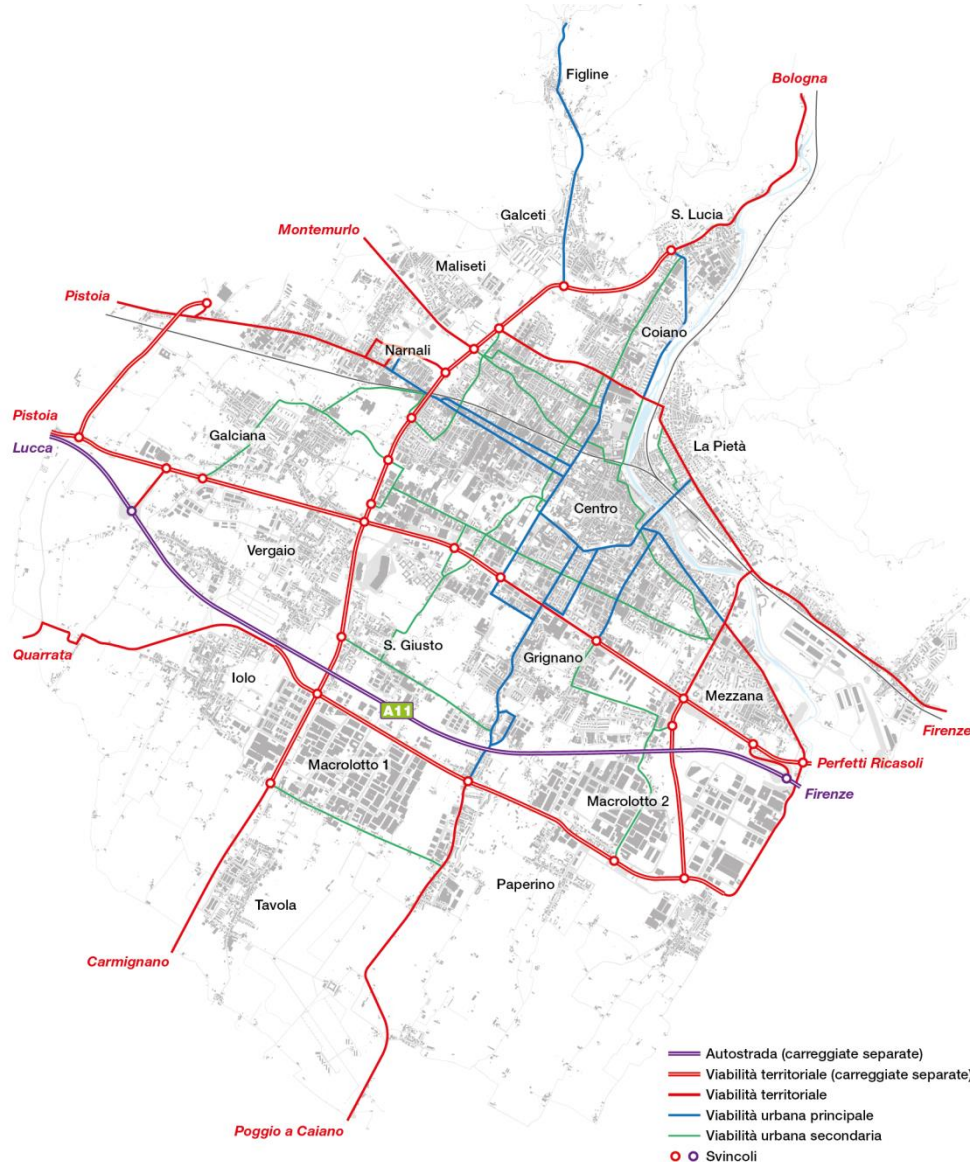 Figline
Bologna
Galceti
S. Lucia
Montemurlo
Maliseti
Pistoia
Coiano
Narnali
Pistoia
Lucca
Galciana
La Pietà
Centro
Vergaio
Quarrata
S. Giusto
Iolo
Grignano
Mezzana
A11
Firenze
Macrolotto 1
Perfetti Ricasoli
Macrolotto 2
Firenze
Paperino
Tavola
Carmignano
Poggio a Caiano
Autostrada (carreggiate separate)
Viabilità territoriale (carreggiate separate)
Viabilità territoriale
Viabilità urbana principale
Viabilità urbana secondaria
Svincoli